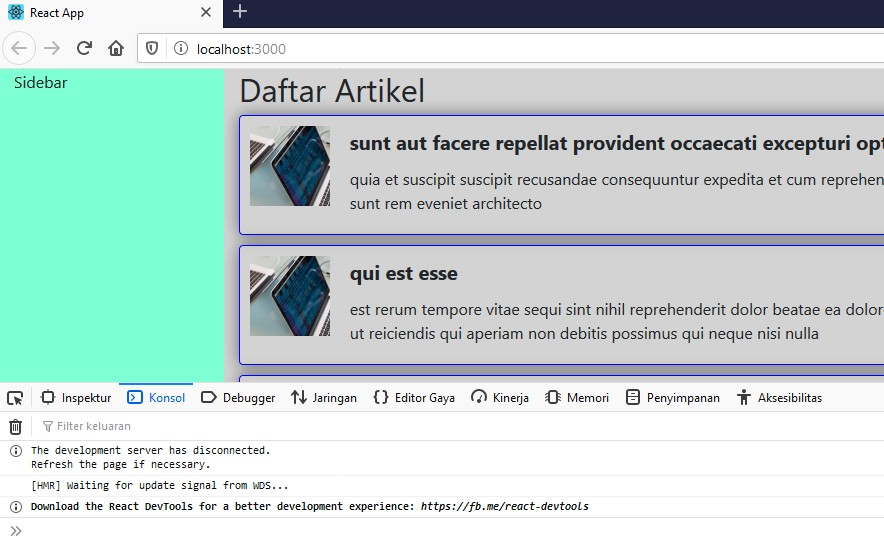 React App
localhost:3000
Sidebar
Daftar Artikel
sunt aut facere repellat provident occaecati excepturi opt
quia et suscipit suscipit recusandae consequuntur expedita et cum reprehen
sunt rem eveniet architecto
qui est esse
est rerum tempore vitae sequi sint nihil reprehenderit dolor beatae ea dolore
ut reiciendis qui aperiam non debitis possimus qui neque nisi nulla
Inspektur Konsol Debugger Jaringan Editor Gaya Kinerja Memori Penyimpanan Aksesibilitas
Filter keluaran
The development server has disconnected.
Refresh the page if necessary.
[HMR] Waiting for update signal from WDS...
Download the React DevTools for a better development experience: https://fb.me/react-devtools